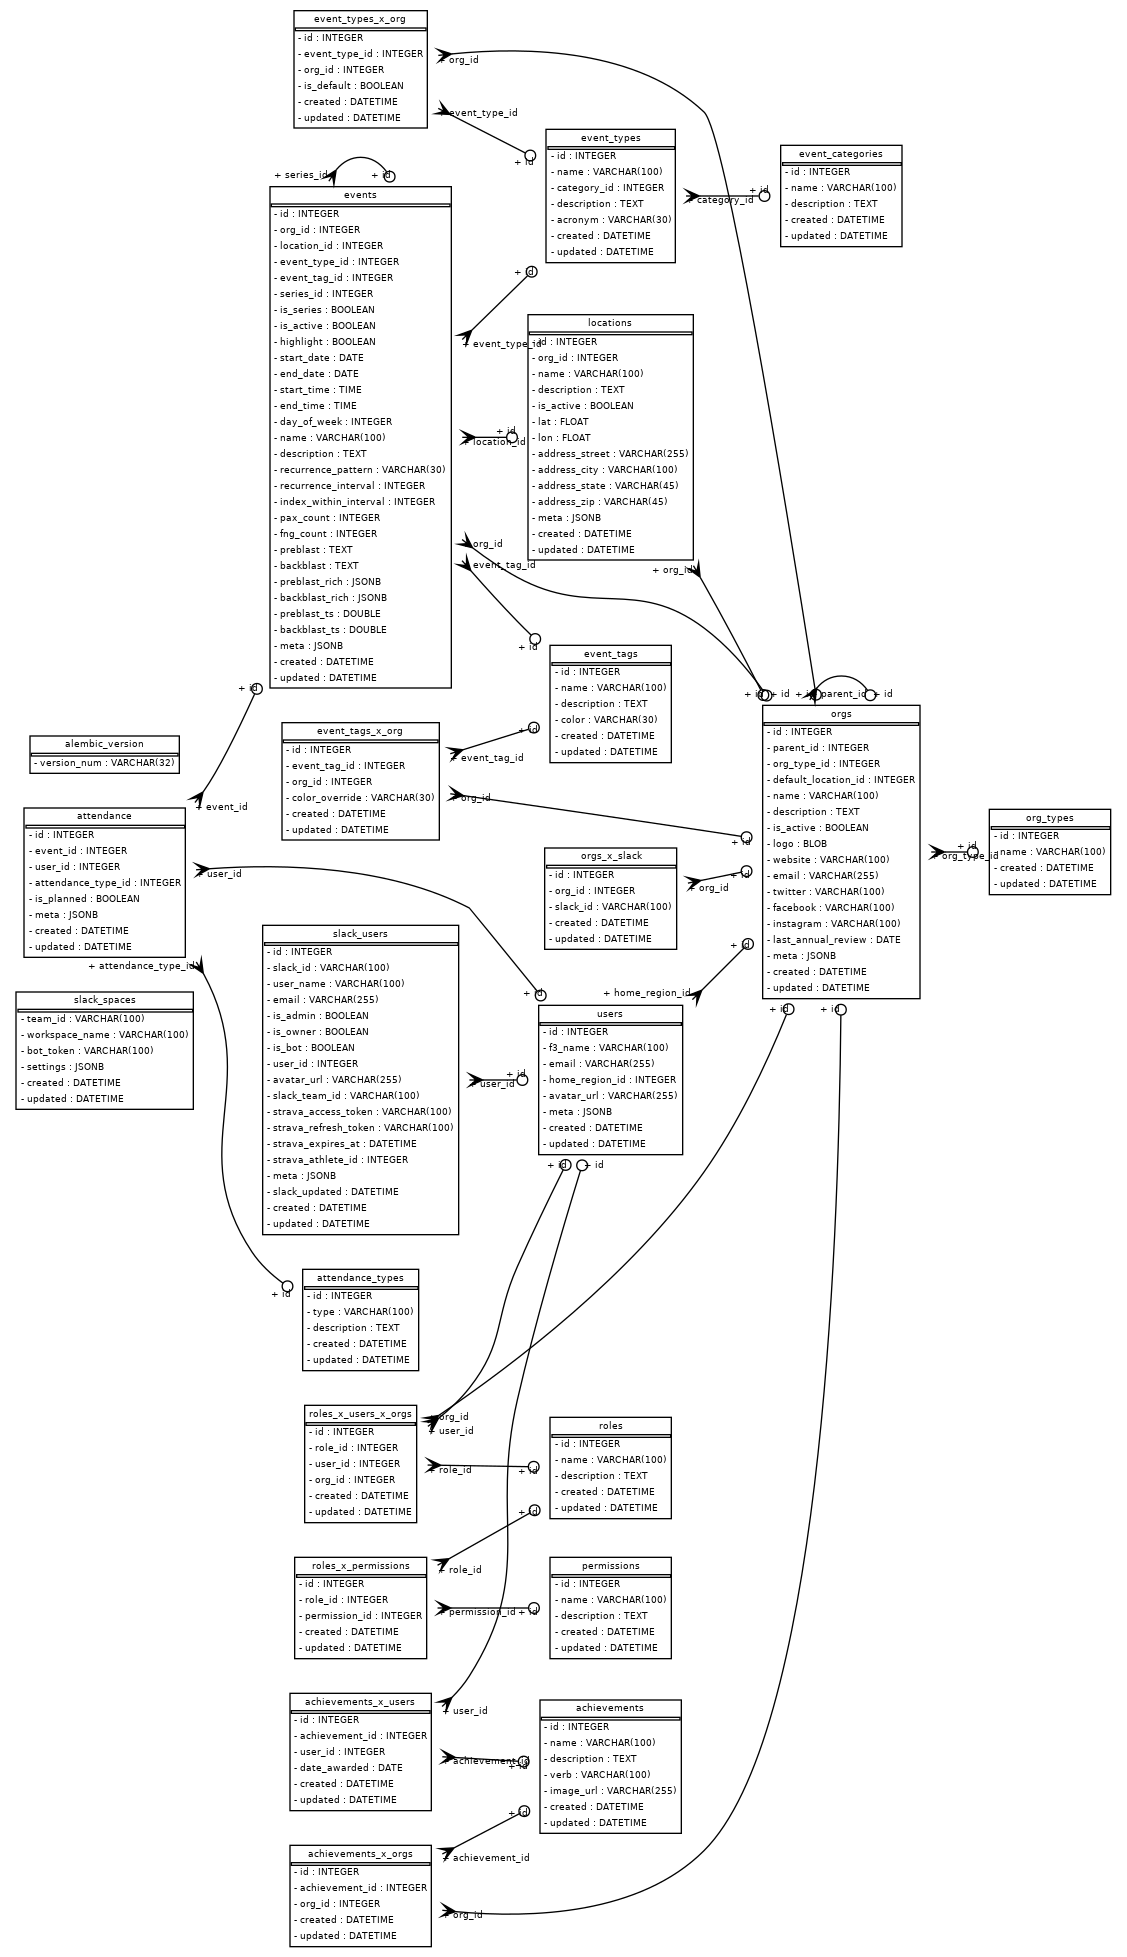 event_types_x_org
- id : INTEGER
- event_type_id : INTEGER
- org_id : INTEGER
- is_default : BOOLEAN
- created : DATETIME
- updated : DATETIME
+ org_id
+ event_type_id
+ id
event_types
- id : INTEGER
- name : VARCHAR(100)
- category_id : INTEGER
- description : TEXT
- acronym : VARCHAR(30)
- created : DATETIME
- updated : DATETIME
+ category_id
+ id
event_categories
- id : INTEGER
- name : VARCHAR(100)
- description : TEXT
- created : DATETIME
- updated : DATETIME
+ series_id
+ id
events
- id : INTEGER
- org_id : INTEGER
- location_id : INTEGER
- event_type_id : INTEGER
- event_tag_id : INTEGER
- series_id : INTEGER
- is_series : BOOLEAN
- is_active : BOOLEAN
- highlight : BOOLEAN
- start_date : DATE
- end_date : DATE
- start_time : TIME
- end_time : TIME
- day_of_week : INTEGER
- name : VARCHAR(100)
- description : TEXT
- recurrence_pattern : VARCHAR(30)
- recurrence_interval : INTEGER
- index_within_interval : INTEGER
- pax_count : INTEGER
- fng_count : INTEGER
- preblast : TEXT
- backblast : TEXT
- preblast_rich : JSONB
- backblast_rich : JSONB
- preblast_ts : DOUBLE
- backblast_ts : DOUBLE
- meta : JSONB
- created : DATETIME
- updated : DATETIME
+ id
+ event_type_id
+ id
+ location_id
org_id
event_tag_id
+ id
locations
- id : INTEGER
- org_id : INTEGER
- name : VARCHAR(100)
- description : TEXT
- is_active : BOOLEAN
- lat : FLOAT
- lon : FLOAT
- address_street : VARCHAR(255)
- address_city : VARCHAR(100)
- address_state : VARCHAR(45)
- address_zip : VARCHAR(45)
- meta : JSONB
- created : DATETIME
- updated : DATETIME
+ org_id
event_tags
- id : INTEGER
- name : VARCHAR(100)
- description : TEXT
- color : VARCHAR(30)
- created : DATETIME
- updated : DATETIME
+ id
+ id
+ id
+ parent_id
+ id
orgs
- id : INTEGER
- parent_id : INTEGER
- org_type_id : INTEGER
- default_location_id : INTEGER
- name : VARCHAR(100)
- description : TEXT
- is_active : BOOLEAN
- logo : BLOB
- website : VARCHAR(100)
- email : VARCHAR(255)
- twitter : VARCHAR(100)
- facebook : VARCHAR(100)
- instagram : VARCHAR(100)
- last_annual_review : DATE
- meta : JSONB
- created : DATETIME
- updated : DATETIME
+ id
+ org_type_id
org_types
- id : INTEGER
- name : VARCHAR(100)
- created : DATETIME
- updated : DATETIME
+ id
alembic_version
- version_num : VARCHAR(32)
event_tags_x_org
- id : INTEGER
- event_tag_id : INTEGER
- org_id : INTEGER
- color_override : VARCHAR(30)
- created : DATETIME
- updated : DATETIME
+ id
+ event_tag_id
+ org_id
+ id
+ event_id
attendance
- id : INTEGER
- event_id : INTEGER
- user_id : INTEGER
- attendance_type_id : INTEGER
- is_planned : BOOLEAN
- meta : JSONB
- created : DATETIME
- updated : DATETIME
+ user_id
+ attendance_type_id
orgs_x_slack
- id : INTEGER
- org_id : INTEGER
- slack_id : VARCHAR(100)
- created : DATETIME
- updated : DATETIME
+ id
+ org_id
+ id
slack_users
- id : INTEGER
- slack_id : VARCHAR(100)
- user_name : VARCHAR(100)
- email : VARCHAR(255)
- is_admin : BOOLEAN
- is_owner : BOOLEAN
- is_bot : BOOLEAN
- user_id : INTEGER
- avatar_url : VARCHAR(255)
- slack_team_id : VARCHAR(100)
- strava_access_token : VARCHAR(100)
- strava_refresh_token : VARCHAR(100)
- strava_expires_at : DATETIME
- strava_athlete_id : INTEGER
- meta : JSONB
- slack_updated : DATETIME
- created : DATETIME
- updated : DATETIME
slack_spaces
- team_id : VARCHAR(100)
- workspace_name : VARCHAR(100)
- bot_token : VARCHAR(100)
- settings : JSONB
- created : DATETIME
- updated : DATETIME
+ id
+ home_region_id
+ id
+ id
users
- id : INTEGER
- f3_name : VARCHAR(100)
- email : VARCHAR(255)
- home_region_id : INTEGER
- avatar_url : VARCHAR(255)
- meta : JSONB
- created : DATETIME
- updated : DATETIME
+ id
+ user_id
+ id
+ id
attendance_types
- id : INTEGER
- type : VARCHAR(100)
- description : TEXT
- created : DATETIME
- updated : DATETIME
+ id
roles_x_users_x_orgs
- id : INTEGER
- role_id : INTEGER
- user_id : INTEGER
- org_id : INTEGER
- created : DATETIME
- updated : DATETIME
+ org_id
+ user_id
+ role_id
+ id
roles
- id : INTEGER
- name : VARCHAR(100)
- description : TEXT
- created : DATETIME
- updated : DATETIME
+ id
roles_x_permissions
- id : INTEGER
- role_id : INTEGER
- permission_id : INTEGER
- created : DATETIME
- updated : DATETIME
+ role_id
+ permission_id
+ id
permissions
- id : INTEGER
- name : VARCHAR(100)
- description : TEXT
- created : DATETIME
- updated : DATETIME
achievements_x_users
- id : INTEGER
- achievement_id : INTEGER
- user_id : INTEGER
- date_awarded : DATE
- created : DATETIME
- updated : DATETIME
+ user_id
+ achievement_id
+ id
achievements
- id : INTEGER
- name : VARCHAR(100)
- description : TEXT
- verb : VARCHAR(100)
- image_url : VARCHAR(255)
- created : DATETIME
- updated : DATETIME
+ id
+ achievement_id
achievements_x_orgs
- id : INTEGER
- achievement_id : INTEGER
- org_id : INTEGER
- created : DATETIME
- updated : DATETIME
+ org_id